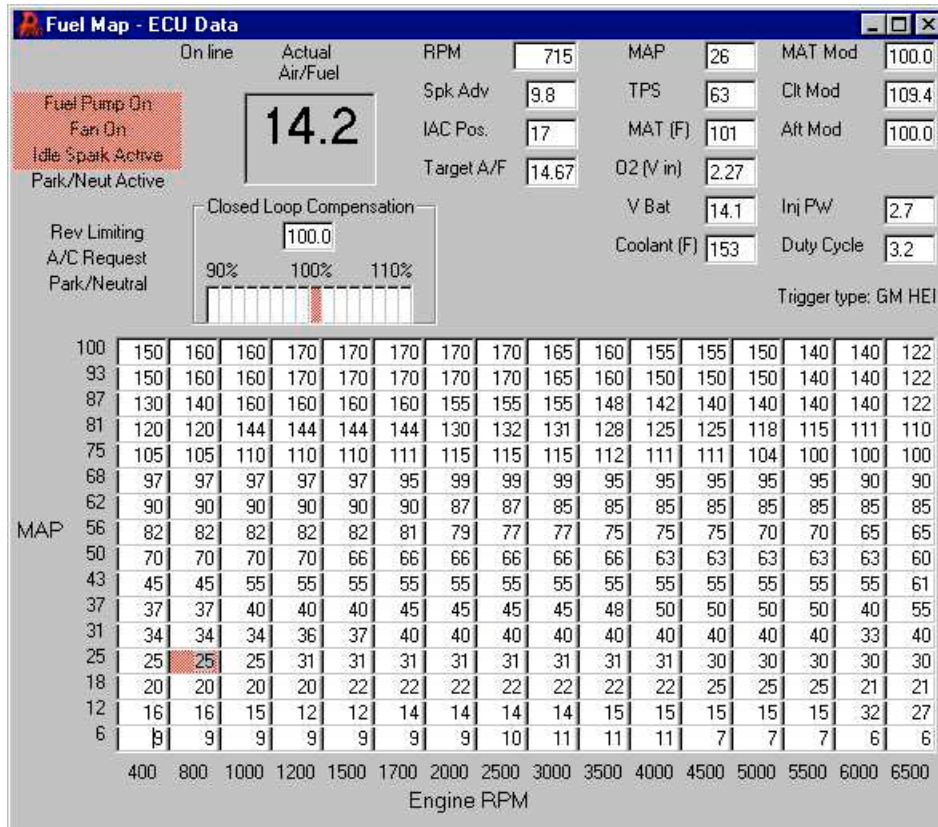 Fuel Map - ECU Data
On line Actual Air/Fuel 14.2
RPM 715 MAP 26 MAT Mod 100.0
Spk Adv 9.8 TPS 63 Clt Mod 109.4
IAC Pos. 17 MAT (F) 101 Aft Mod 100.0
Target A/F 14.67 O2 (V in) 2.27
V Bat 14.1 Inj PW 2.7
Coolant (F) 153 Duty Cycle 3.2
Trigger type: GM HEI
Fuel Pump On
Fan On
Idle Spark Active
Park/Neut Active
Rev Limiting
A/C Request
Park/Neutral
Closed Loop Compensation
100.0
90% 100% 110%
100 150 160 160 170 170 170 170 170 165 160 155 155 150 140 140 122
93 150 160 160 170 170 170 170 170 165 160 150 150 150 140 140 122
87 130 140 160 160 160 160 155 155 155 148 142 140 140 140 140 122
81 120 120 144 144 144 144 130 132 131 128 125 125 118 115 111 110
75 105 105 110 110 110 111 115 115 115 112 111 111 104 100 100 100
68 97 97 97 97 97 95 99 99 99 95 95 95 95 95 90 90
62 90 90 90 90 90 90 87 87 85 85 85 85 85 85 85 85
MAP 56 82 82 82 82 82 81 79 77 77 75 75 75 70 70 65 65
50 70 70 70 70 66 66 66 66 66 66 63 63 63 63 63 60
43 45 45 55 55 55 55 55 55 55 55 55 55 55 55 55 61
37 37 37 40 40 40 45 45 45 45 48 50 50 50 50 40 55
31 34 34 34 36 37 40 40 40 40 40 40 40 40 40 33 40
25 25 25 25 31 31 31 31 31 31 31 31 30 30 30 30 30
18 20 20 20 20 22 22 22 22 22 22 22 25 25 25 21 21
12 16 16 15 12 12 14 14 14 14 15 15 15 15 15 32 27
6 9 9 9 9 9 9 9 10 11 11 11 7 7 7 6 6
400 800 1000 1200 1500 1700 2000 2500 3000 3500 4000 4500 5000 5500 6000 6500
Engine RPM